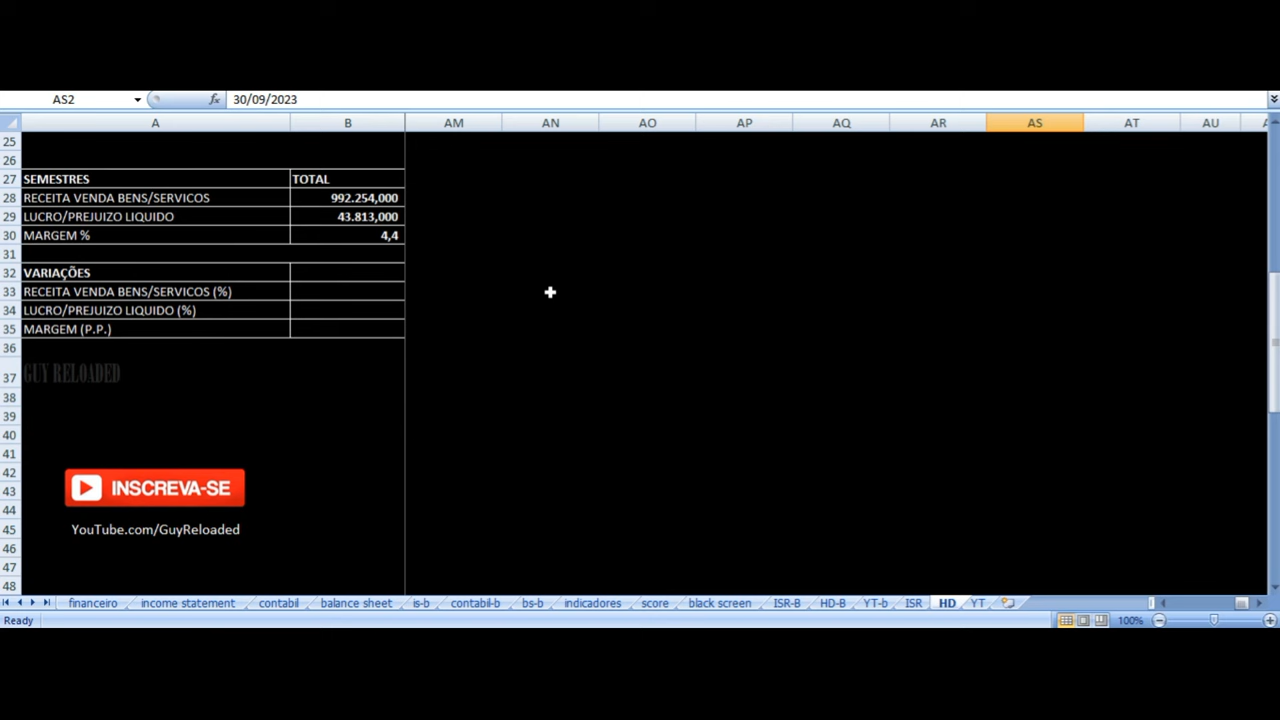 AS2 fx 30/09/2023
A B AM AN AO AP AQ AR AS AT AU
25
26
27 SEMESTRES TOTAL
28 RECEITA VENDA BENS/SERVICOS 992.254,000
29 LUCRO/PREJUIZO LIQUIDO 43.813,000
30 MARGEM % 4,4
31
32 VARIAÇÕES
33 RECEITA VENDA BENS/SERVICOS (%)
34 LUCRO/PREJUIZO LIQUIDO (%)
35 MARGEM (P.P.)
36
37 GUY RELOADED
38
39
40
41
42
43 INSCREVA-SE
44
45 YouTube.com/GuyReloaded
46
47
48
financeiro income statement contabil balance sheet is-b contabil-b bs-b indicadores score black screen ISR-B HD-B YT-b ISR HD YT
Ready 100%